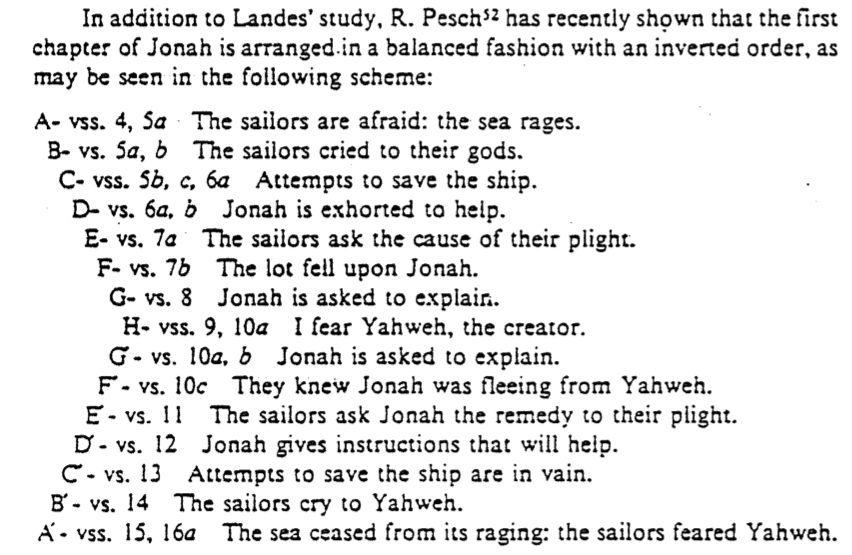 In addition to Landes' study, R. Pesch⁵² has recently shown that the first
chapter of Jonah is arranged in a balanced fashion with an inverted order, as
may be seen in the following scheme:
A- vss. 4, 5a The sailors are afraid: the sea rages.
B- vs. 5a, b The sailors cried to their gods.
C- vss. 5b, c, 6a Attempts to save the ship.
D- vs. 6a, b Jonah is exhorted to help.
E- vs. 7a The sailors ask the cause of their plight.
F- vs. 7b The lot fell upon Jonah.
G- vs. 8 Jonah is asked to explain.
H- vss. 9, 10a I fear Yahweh, the creator.
G´- vs. 10a, b Jonah is asked to explain.
F´- vs. 10c They knew Jonah was fleeing from Yahweh.
E´- vs. 11 The sailors ask Jonah the remedy to their plight.
D´- vs. 12 Jonah gives instructions that will help.
C´- vs. 13 Attempts to save the ship are in vain.
B´- vs. 14 The sailors cry to Yahweh.
A´- vss. 15, 16a The sea ceased from its raging: the sailors feared Yahweh.